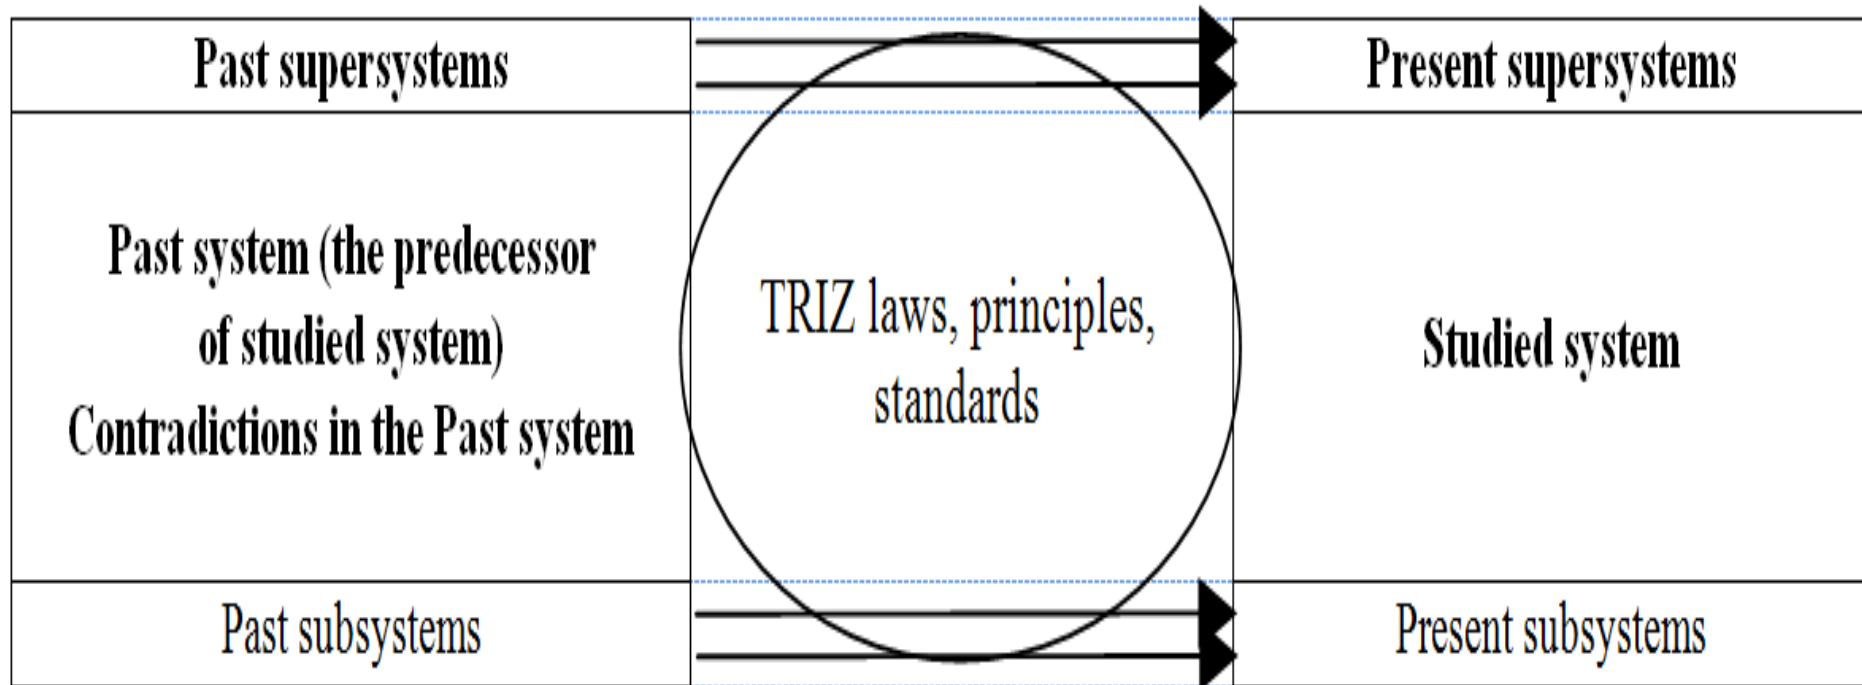 Past supersystems
Present supersystems
Past system (the predecessor
of studied system)
Contradictions in the Past system
TRIZ laws, principles,
standards
Studied system
Past subsystems
Present subsystems